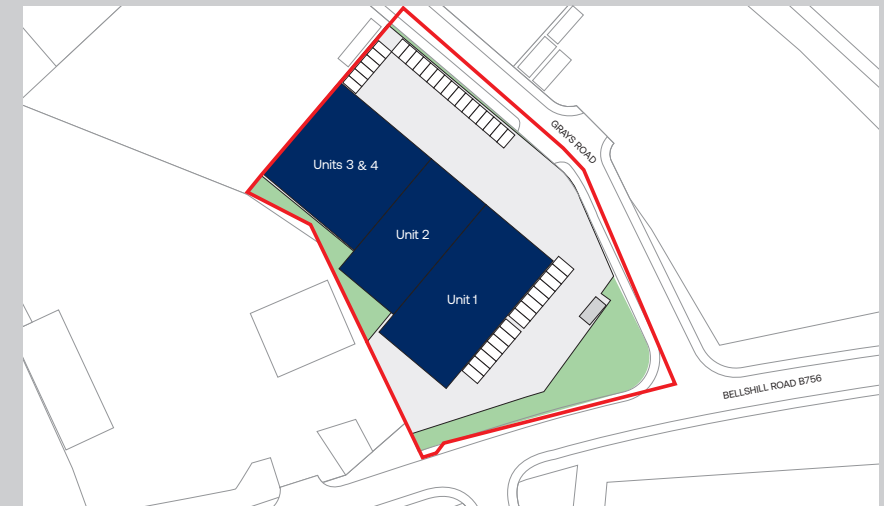 GRAYS ROAD
Units 3 & 4
Unit 2
Unit 1
BELLSHILL ROAD B756